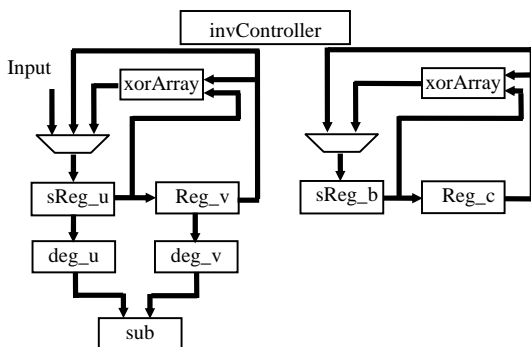 invController
Input
xorArray
xorArray
sReg_u
Reg_v
sReg_b
Reg_c
deg_u
deg_v
sub